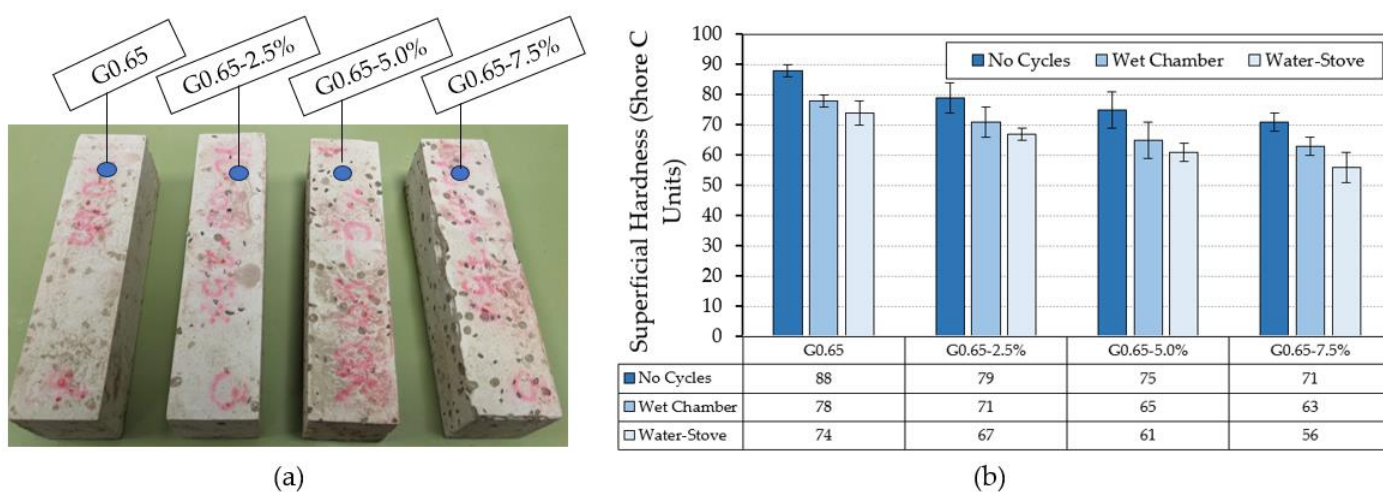 G0.65
G0.65-2.5%
G0.65-5.0%
G0.65-7.5%
(a)
Superficial Hardness (Shore C
Units)
100
90
80
70
60
50
40
30
20
10
0
No Cycles Wet Chamber Water-Stove
G0.65 G0.65-2.5% G0.65-5.0% G0.65-7.5%
No Cycles 88 79 75 71
Wet Chamber 78 71 65 63
Water-Stove 74 67 61 56
(b)